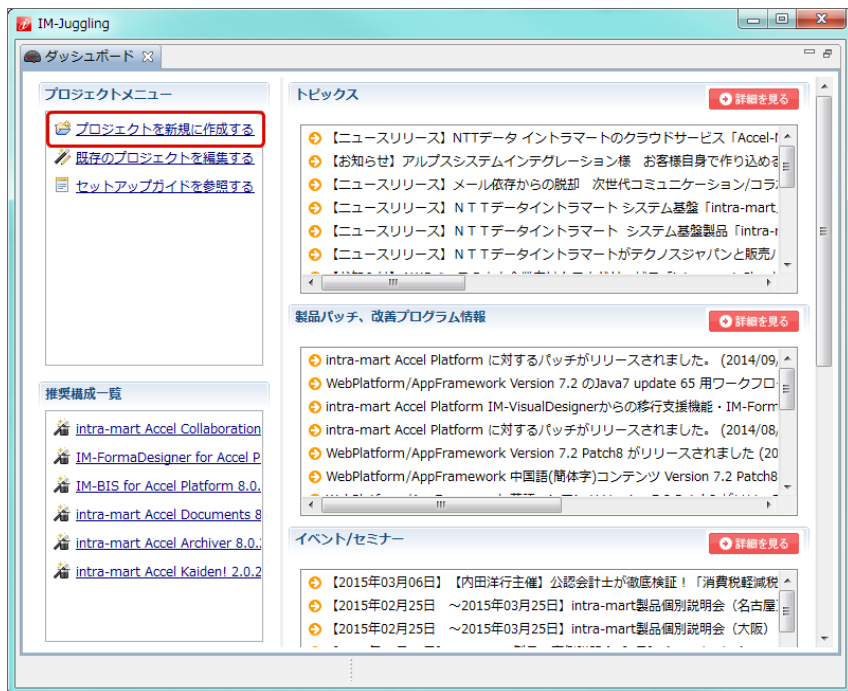 IM-Juggling
ダッシュボード
プロジェクトメニュー
プロジェクトを新規に作成する
既存のプロジェクトを編集する
セットアップガイドを参照する
推奨構成一覧
intra-mart Accel Collaboration
IM-FormaDesigner for Accel P
IM-BIS for Accel Platform 8.0.
intra-mart Accel Documents 8
intra-mart Accel Archiver 8.0.
intra-mart Accel Kaiden! 2.0.2
トピックス
詳細を見る
【ニュースリリース】NTTデータ イントラマートのクラウドサービス「Accel-
【お知らせ】アルプスシステムインテグレーション様 お客様自身で作り込める
【ニュースリリース】メール依存からの脱却 次世代コミュニケーション/コラ
【ニュースリリース】ＮＴＴデータイントラマート システム基盤「intra-mart
【ニュースリリース】ＮＴＴデータイントラマート システム基盤製品「intra-
【ニュースリリース】ＮＴＴデータイントラマートがテクノスジャパンと販売
製品パッチ、改善プログラム情報
詳細を見る
intra-mart Accel Platform に対するパッチがリリースされました。 (2014/09/
WebPlatform/AppFramework Version 7.2 のJava7 update 65 用ワークフロ
intra-mart Accel Platform IM-VisualDesignerからの移行支援機能・IM-Form
intra-mart Accel Platform に対するパッチがリリースされました。 (2014/08/
WebPlatform/AppFramework Version 7.2 Patch8 がリリースされました (20
WebPlatform/AppFramework 中国語(簡体字)コンテンツ Version 7.2 Patch8
イベント/セミナー
詳細を見る
【2015年03月06日】【内田洋行主催】公認会計士が徹底検証！「消費税軽減税
【2015年02月25日 ～2015年03月25日】intra-mart製品個別説明会（名古屋
【2015年02月25日 ～2015年03月25日】intra-mart製品個別説明会（大阪）